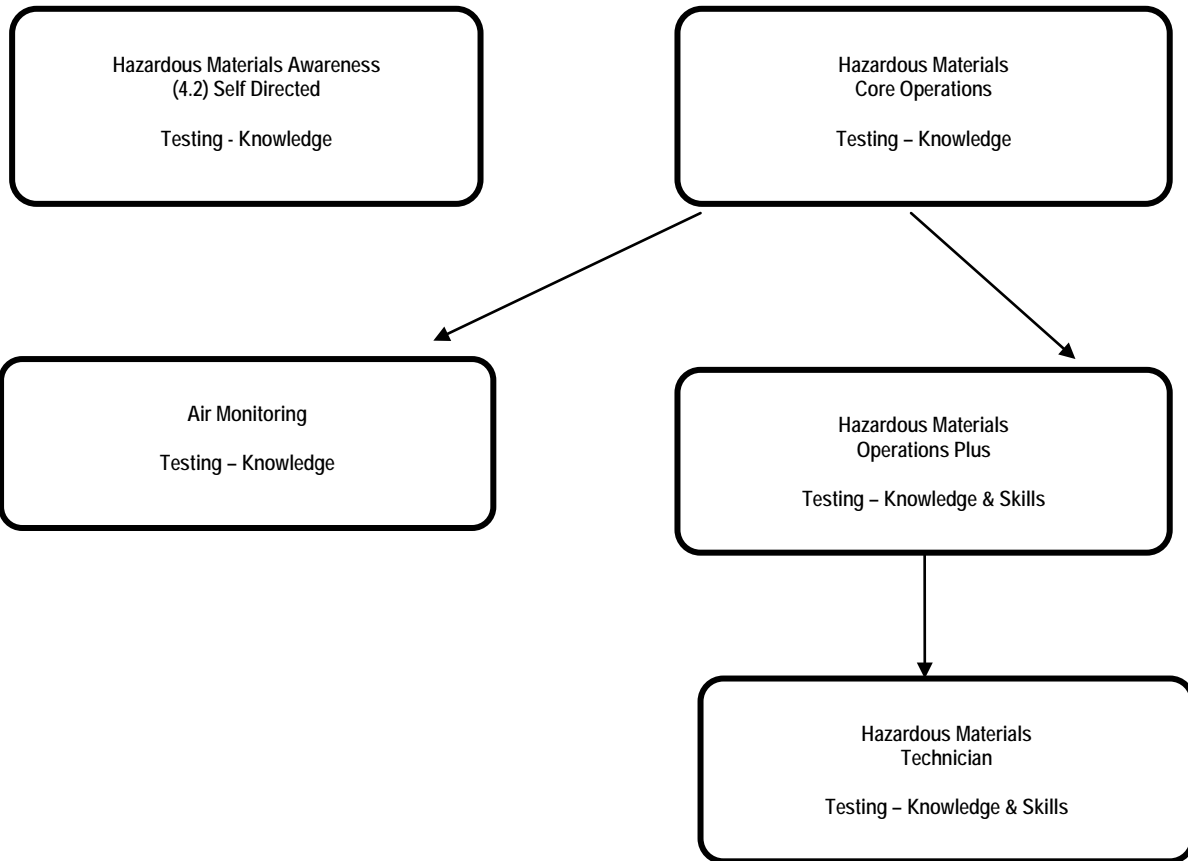 Hazardous Materials Awareness
(4.2) Self Directed
Testing - Knowledge
Hazardous Materials
Core Operations
Testing – Knowledge
Air Monitoring
Testing – Knowledge
Hazardous Materials
Operations Plus
Testing – Knowledge & Skills
Hazardous Materials
Technician
Testing – Knowledge & Skills